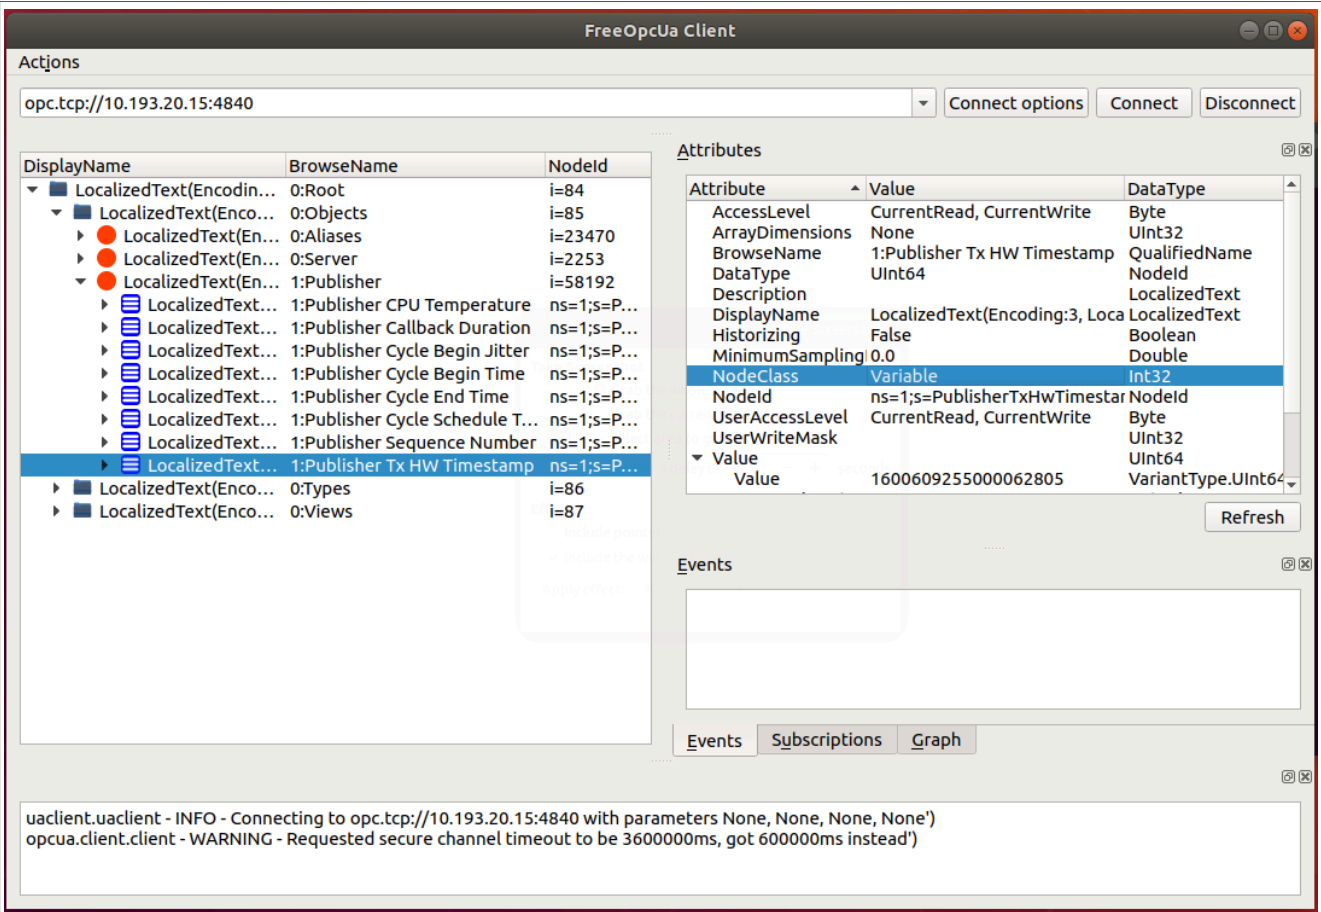 FreeOpcUa Client
Actions
opc.tcp://10.193.20.15:4840
Connect options
Connect
Disconnect
DisplayName BrowseName NodeId
LocalizedText(Encodin... 0:Root i=84
LocalizedText(Enco... 0:Objects i=85
LocalizedText(En... 0:Aliases i=23470
LocalizedText(En... 0:Server i=2253
LocalizedText(En... 1:Publisher i=58192
LocalizedText... 1:Publisher CPU Temperature ns=1;s=P...
LocalizedText... 1:Publisher Callback Duration ns=1;s=P...
LocalizedText... 1:Publisher Cycle Begin Jitter ns=1;s=P...
LocalizedText... 1:Publisher Cycle Begin Time ns=1;s=P...
LocalizedText... 1:Publisher Cycle End Time ns=1;s=P...
LocalizedText... 1:Publisher Cycle Schedule T... ns=1;s=P...
LocalizedText... 1:Publisher Sequence Number ns=1;s=P...
LocalizedText... 1:Publisher Tx HW Timestamp ns=1;s=P...
LocalizedText(Enco... 0:Types i=86
LocalizedText(Enco... 0:Views i=87
Attributes
Attribute Value DataType
AccessLevel CurrentRead, CurrentWrite Byte
ArrayDimensions None UInt32
BrowseName 1:Publisher Tx HW Timestamp QualifiedName
DataType UInt64 NodeId
Description LocalizedText
DisplayName LocalizedText(Encoding:3, Loca LocalizedText
Historizing False Boolean
MinimumSampling 0.0 Double
NodeClass Variable Int32
NodeId ns=1;s=PublisherTxHwTimestar NodeId
UserAccessLevel CurrentRead, CurrentWrite Byte
UserWriteMask UInt32
Value UInt64
Value 1600609255000062805 VariantType.UInt64
Refresh
Events
Events
Subscriptions
Graph
uaclient.uaclient - INFO - Connecting to opc.tcp://10.193.20.15:4840 with parameters None, None, None, None')
opcua.client.client - WARNING - Requested secure channel timeout to be 3600000ms, got 600000ms instead')